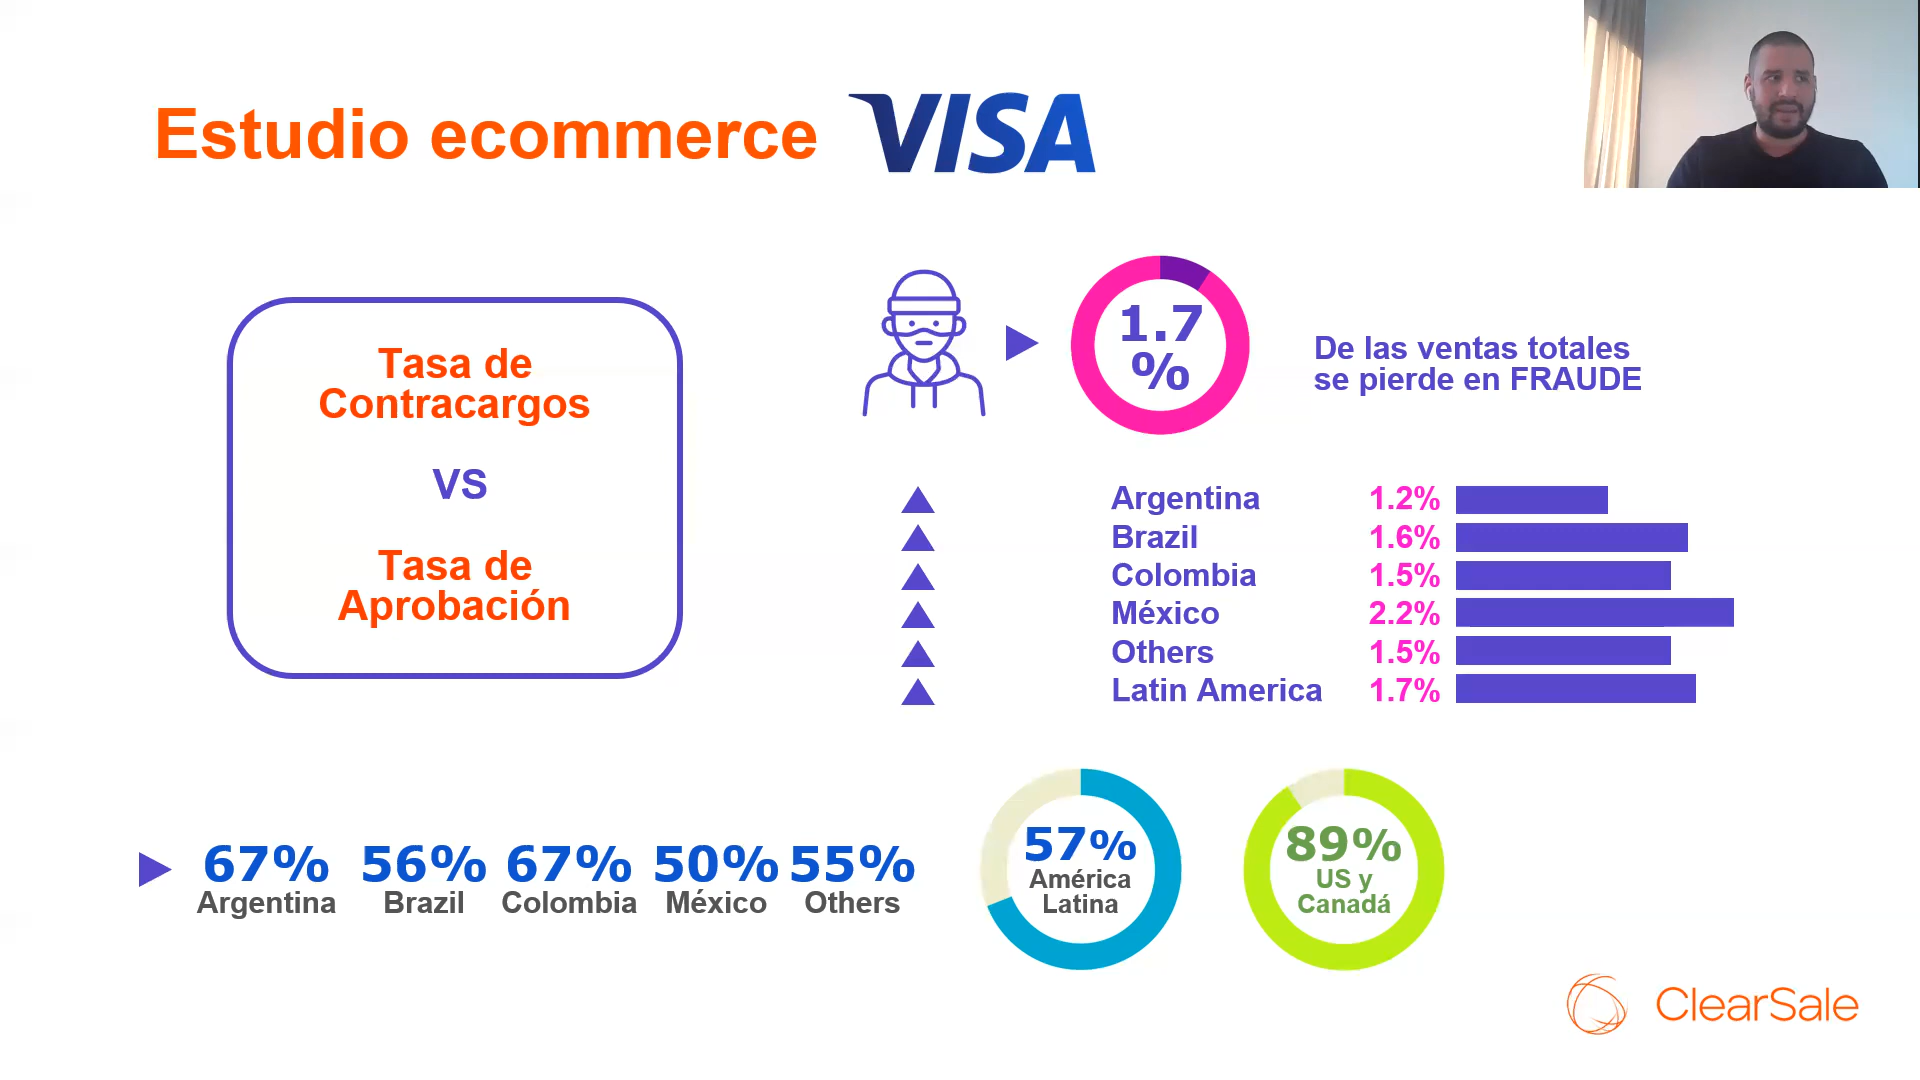 Estudio ecommerce VISA
Tasa de
Contracargos
VS
Tasa de
Aprobación
1.7
%
De las ventas totales
se pierde en FRAUDE
Argentina 1.2%
Brazil 1.6%
Colombia 1.5%
México 2.2%
Others 1.5%
Latin America 1.7%
67% 56% 67% 50% 55%
Argentina Brazil Colombia México Others
57%
América
Latina
89%
US y
Canadá
ClearSale